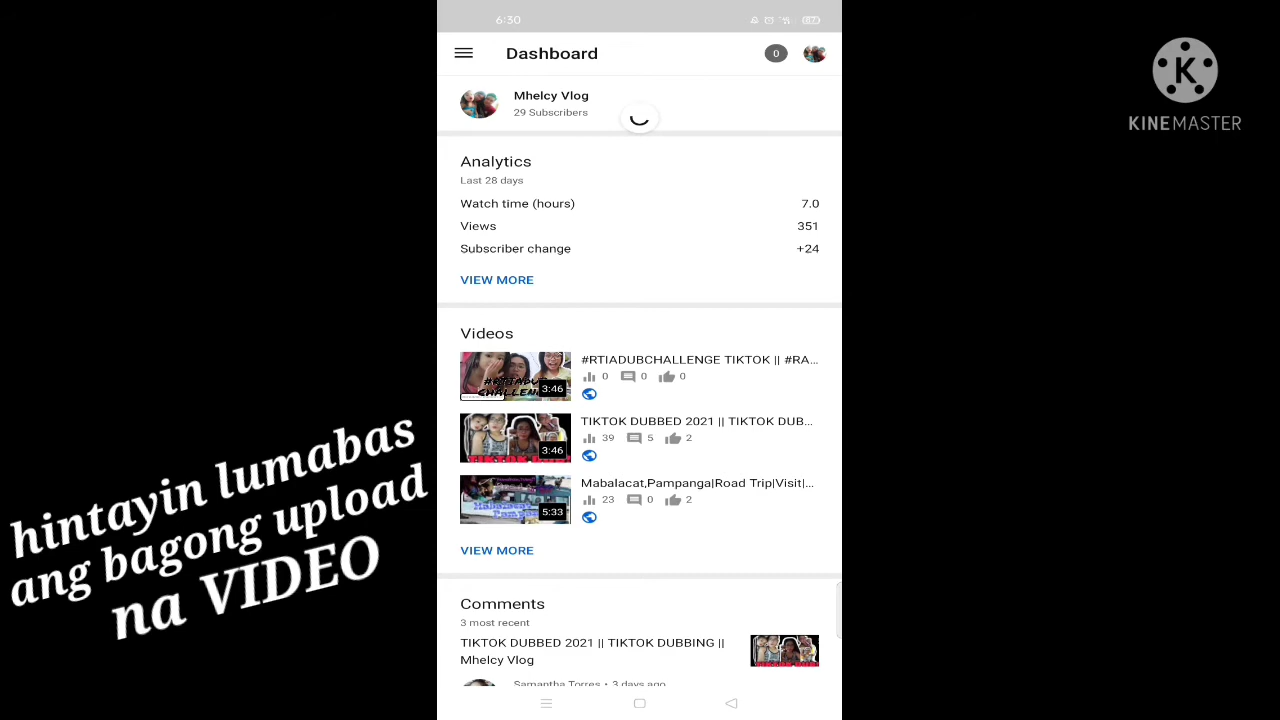 6:30
Dashboard
0
Mhelcy Vlog
29 Subscribers
Analytics
Last 28 days
Watch time (hours) 7.0
Views 351
Subscriber change +24
VIEW MORE
Videos
#RTIADUBCHALLENGE TIKTOK || #RA...
0 0 0
3:46
TIKTOK DUBBED 2021 || TIKTOK DUB...
39 5 2
3:46
Mabalacat,Pampanga|Road Trip|Visit|...
23 0 2
5:33
VIEW MORE
Comments
3 most recent
TIKTOK DUBBED 2021 || TIKTOK DUBBING ||
Mhelcy Vlog
Samantha Torres • 3 days ago
hintayin lumabas
ang bagong upload
na VIDEO
K
KINEMASTER